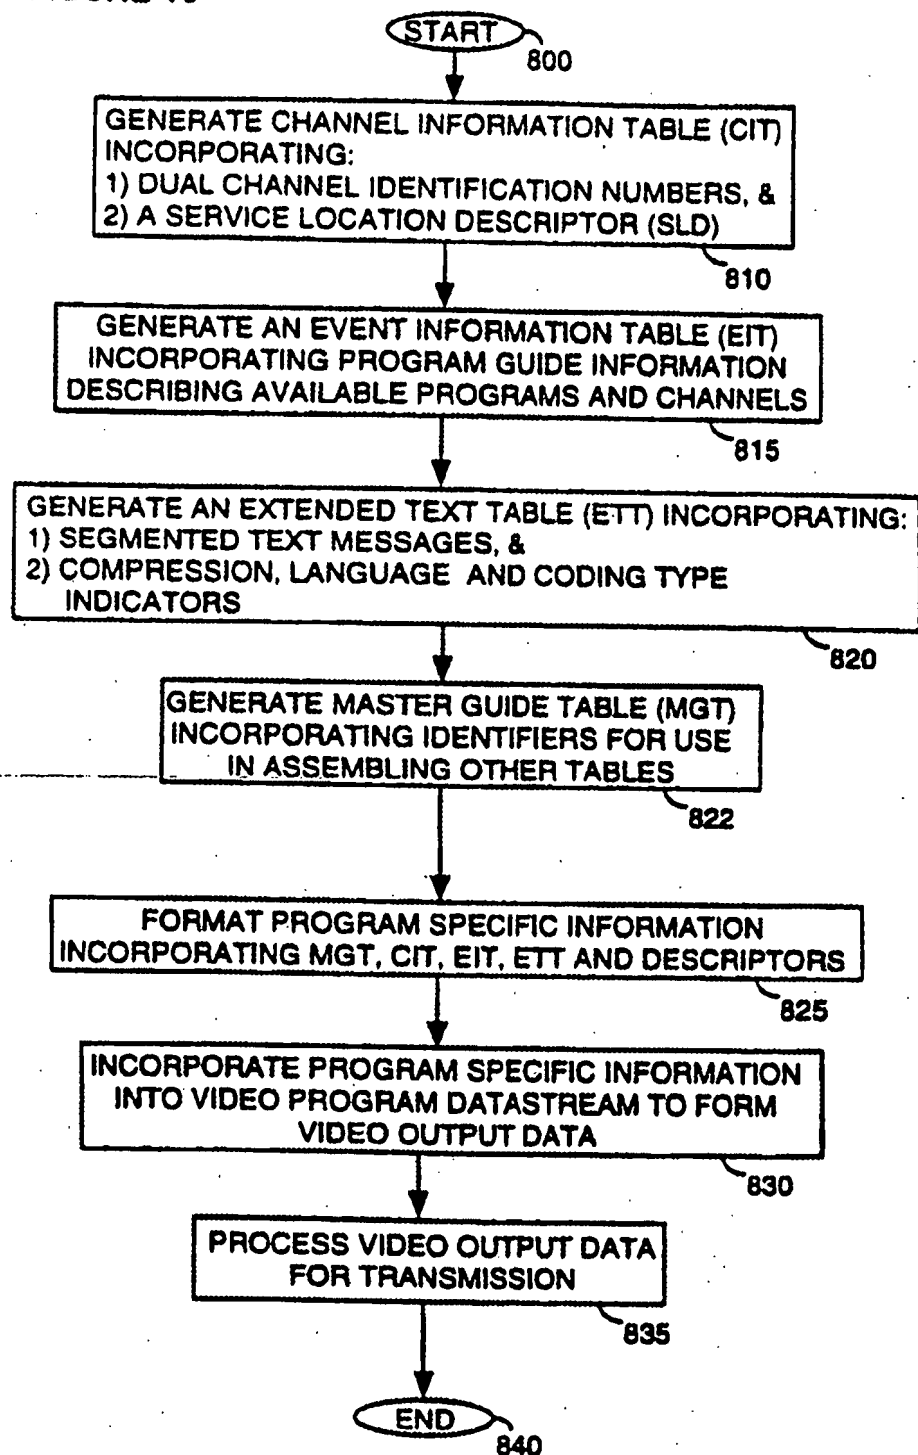 START
800
GENERATE CHANNEL INFORMATION TABLE (CIT)
INCORPORATING:
1) DUAL CHANNEL IDENTIFICATION NUMBERS, &
2) A SERVICE LOCATION DESCRIPTOR (SLD)
810
GENERATE AN EVENT INFORMATION TABLE (EIT)
INCORPORATING PROGRAM GUIDE INFORMATION
DESCRIBING AVAILABLE PROGRAMS AND CHANNELS
815
GENERATE AN EXTENDED TEXT TABLE (ETT) INCORPORATING:
1) SEGMENTED TEXT MESSAGES, &
2) COMPRESSION, LANGUAGE AND CODING TYPE
INDICATORS
820
GENERATE MASTER GUIDE TABLE (MGT)
INCORPORATING IDENTIFIERS FOR USE
IN ASSEMBLING OTHER TABLES
822
FORMAT PROGRAM SPECIFIC INFORMATION
INCORPORATING MGT, CIT, EIT, ETT AND DESCRIPTORS
825
INCORPORATE PROGRAM SPECIFIC INFORMATION
INTO VIDEO PROGRAM DATASTREAM TO FORM
VIDEO OUTPUT DATA
830
PROCESS VIDEO OUTPUT DATA
FOR TRANSMISSION
835
END
840